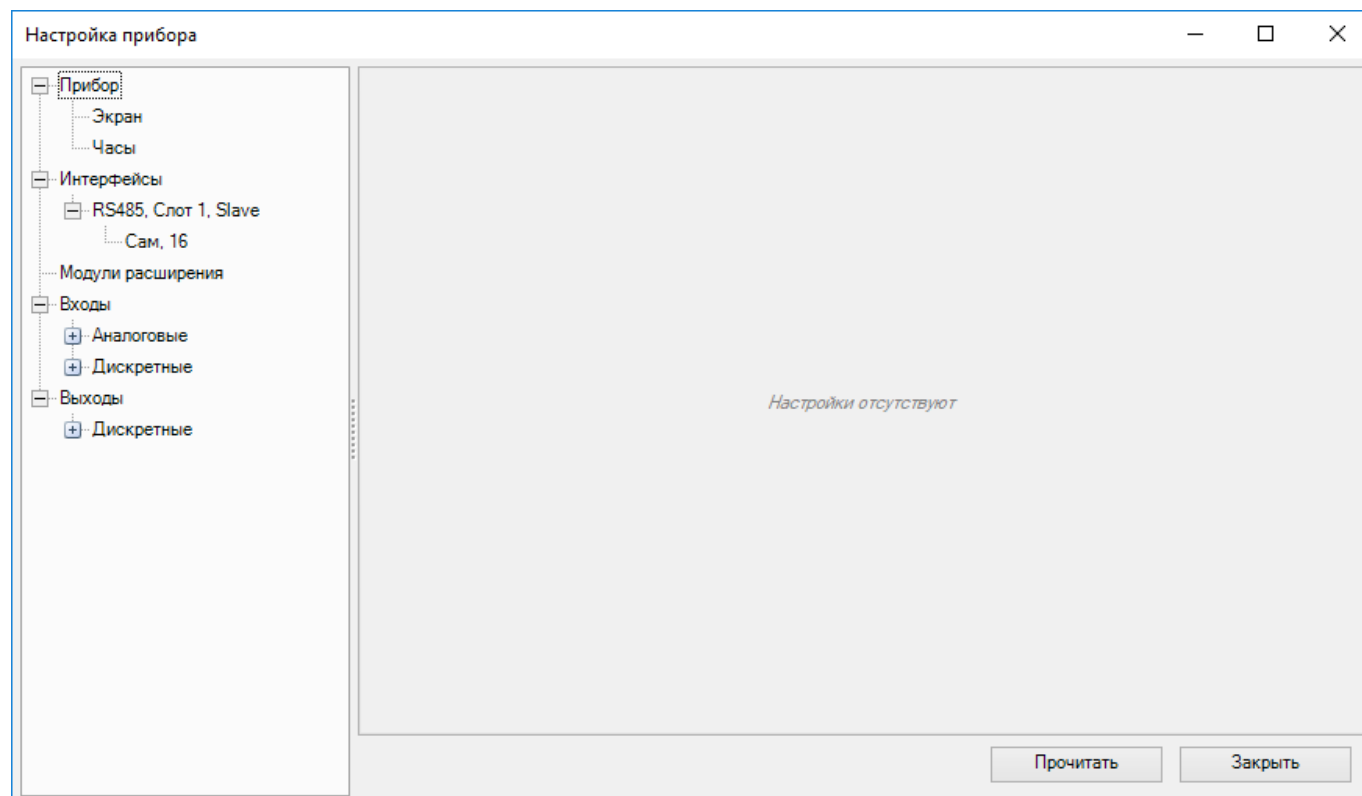 Настройка прибора
Прибор
Экран
Часы
Интерфейсы
RS485, Слот 1, Slave
Сам, 16
Модули расширения
Входы
Аналоговые
Дискретные
Выходы
Дискретные
Настройки отсутствуют
Прочитать
Закрыть